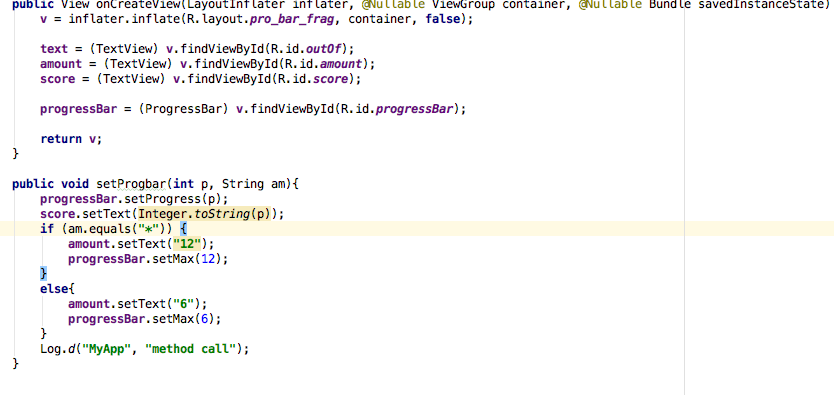 public View onCreateView(LayoutInflater inflater, @Nullable ViewGroup container, @Nullable Bundle savedInstanceState)
v = inflater.inflate(R.layout.pro_bar_frag, container, false);
text = (TextView) v.findViewById(R.id.outOf);
amount = (TextView) v.findViewById(R.id.amount);
score = (TextView) v.findViewById(R.id.score);
progressBar = (ProgressBar) v.findViewById(R.id.progressBar);
return v;
}
public void setProgbar(int p, String am){
progressBar.setProgress(p);
score.setText(Integer.toString(p));
if (am.equals("*")) {
amount.setText("12");
progressBar.setMax(12);
}
else{
amount.setText("6");
progressBar.setMax(6);
}
Log.d("MyApp", "method call");
}